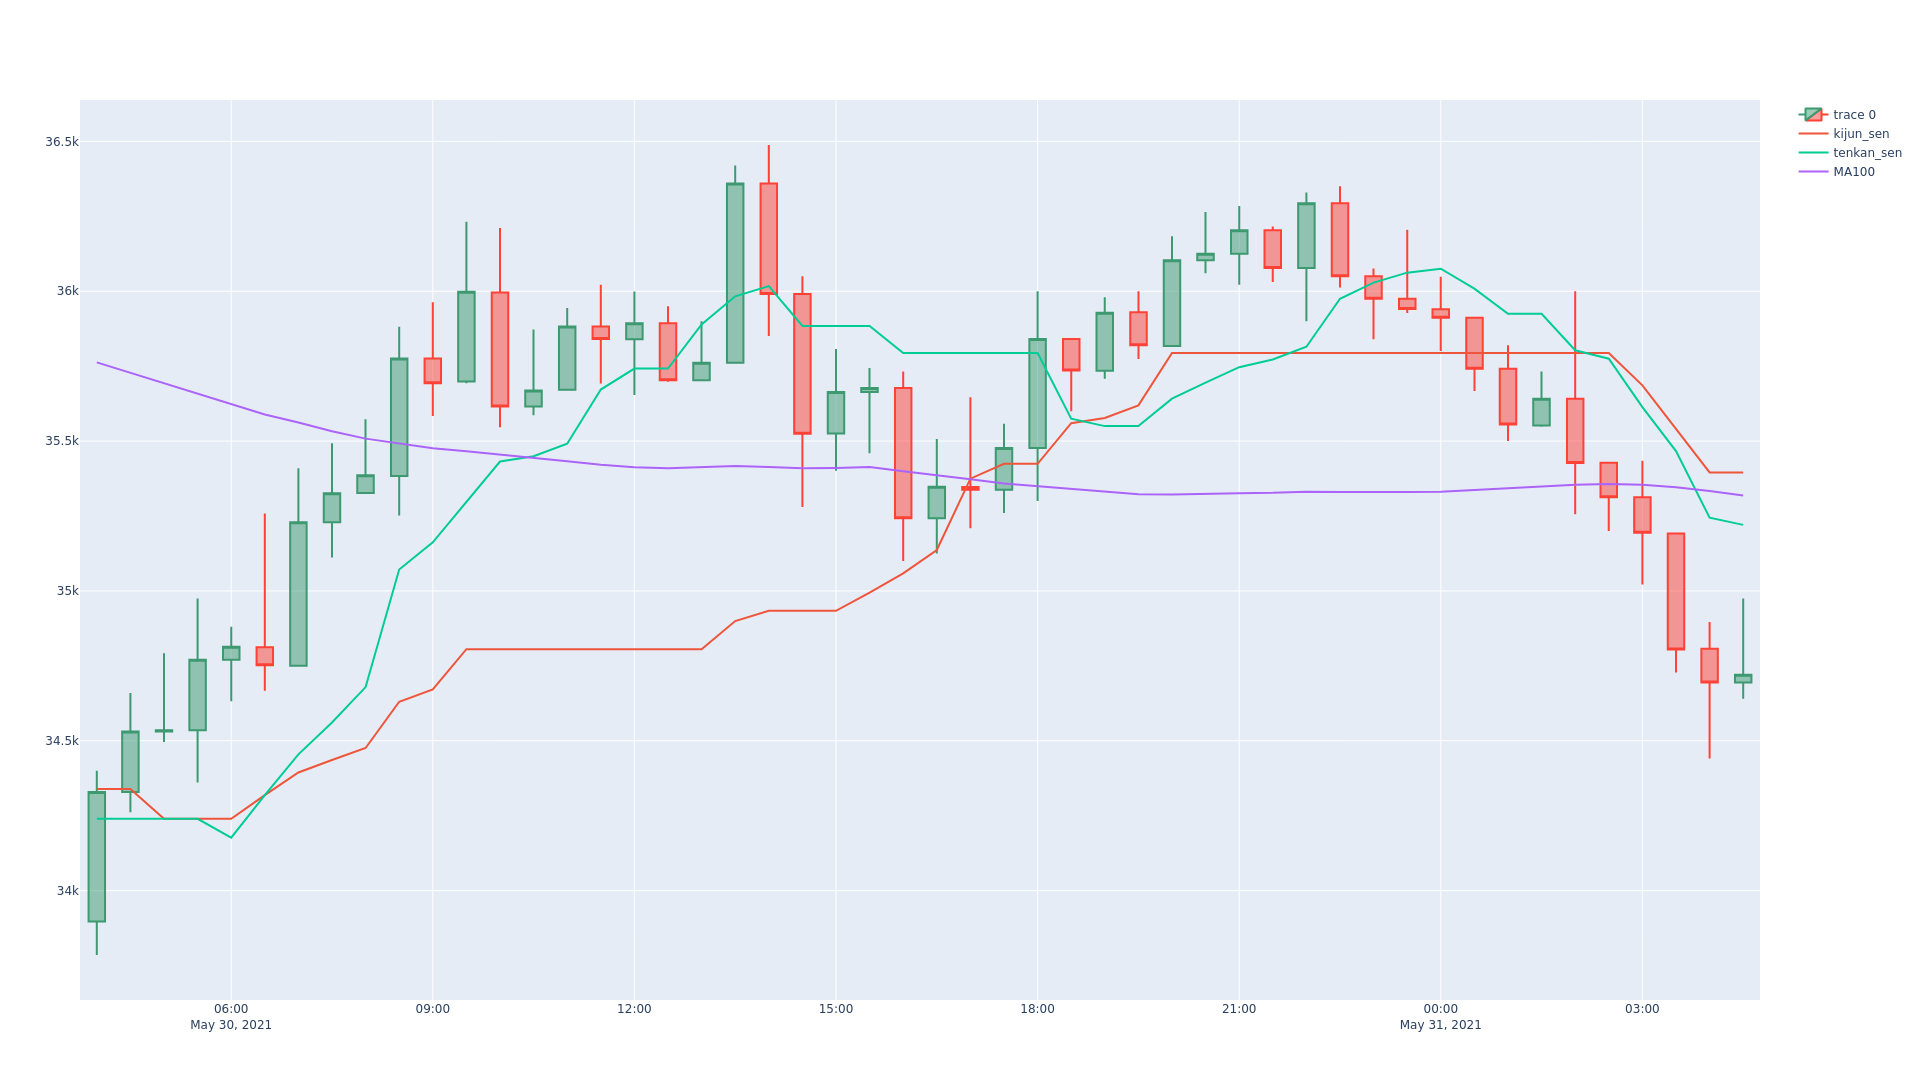 36.5k
36k
35.5k
35k
34.5k
34k
06:00
May 30, 2021
09:00
12:00
15:00
18:00
21:00
00:00
May 31, 2021
03:00
trace 0
kijun_sen
tenkan_sen
MA100